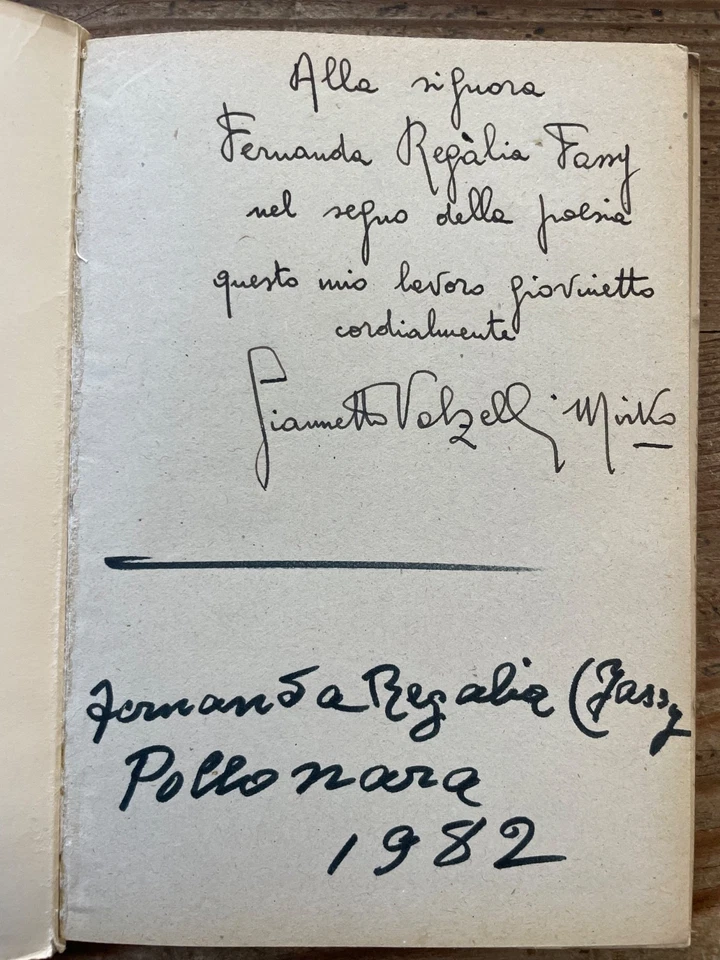 Alla signora
Fernanda Regàlia Fassy
nel segno della poesia
questo mio lavoro giovinetto
cordialmente
Giannetto Valzelli Mirko
Fernanda Regalia (Fassy
Pollonara
1982